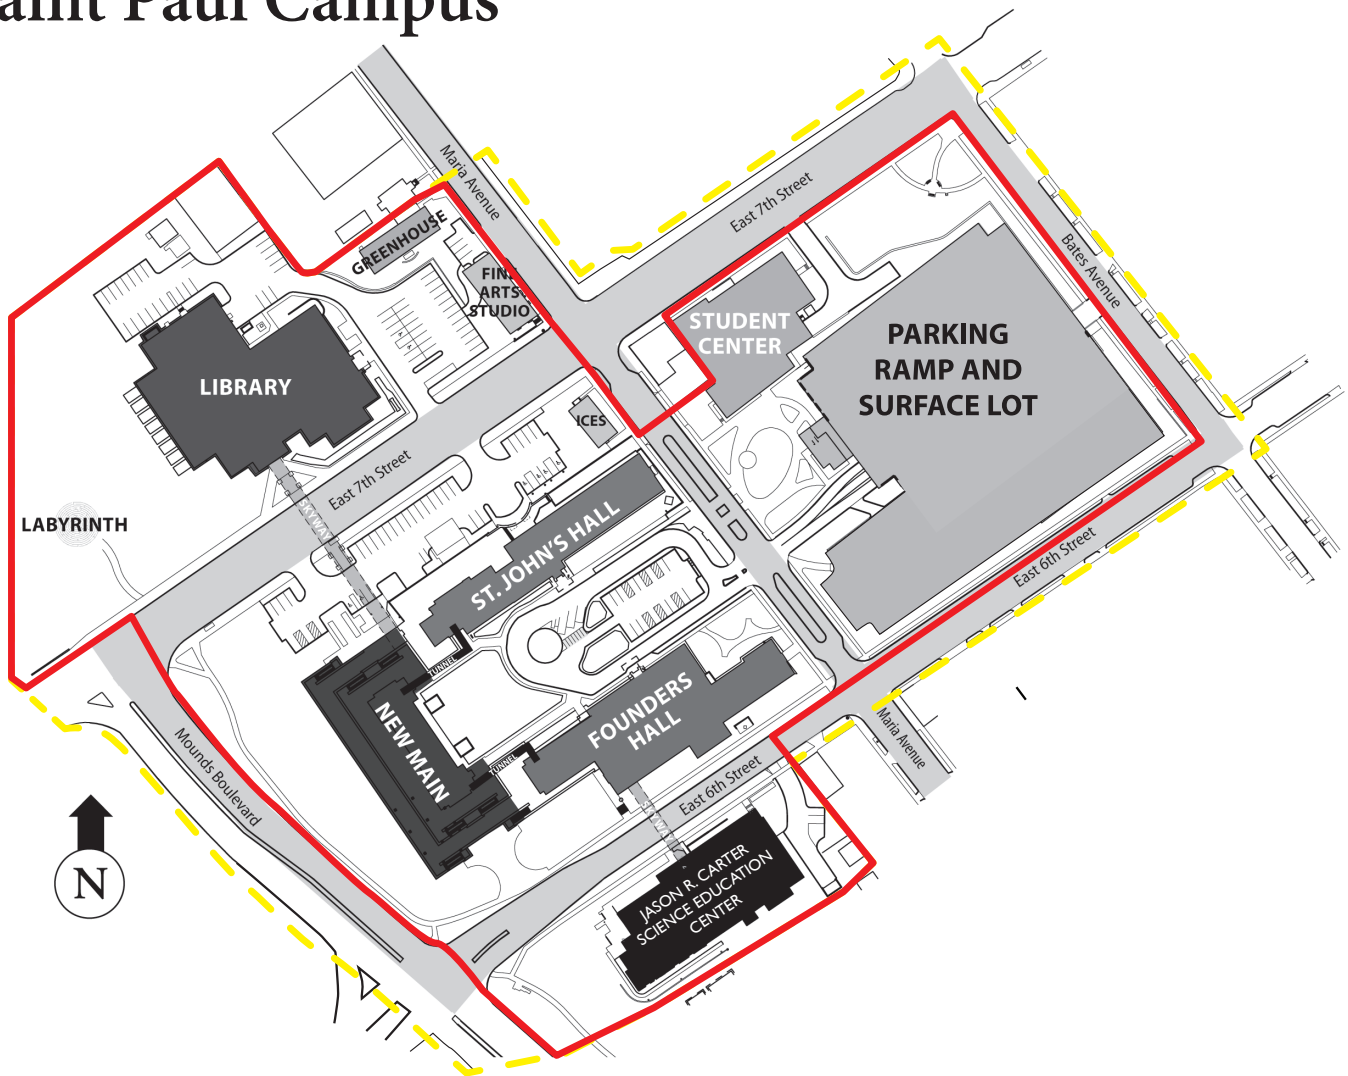 aint Paul Campus
Maria Avenue
East 7th Street
GREENHOUSE
FINE
ARTS
STUDIO
Bates Avenue
STUDENT
CENTER
PARKING
RAMP AND
SURFACE LOT
LIBRARY
ICES
East 7th Street
SKYWAY
LABYRINTH
ST. JOHN'S HALL
East 6th Street
TUNNEL
FOUNDERS
HALL
NEW MAIN
TUNNEL
Maria Avenue
Mounds Boulevard
East 6th Street
SKYWAY
JASON R. CARTER
SCIENCE EDUCATION
CENTER
N